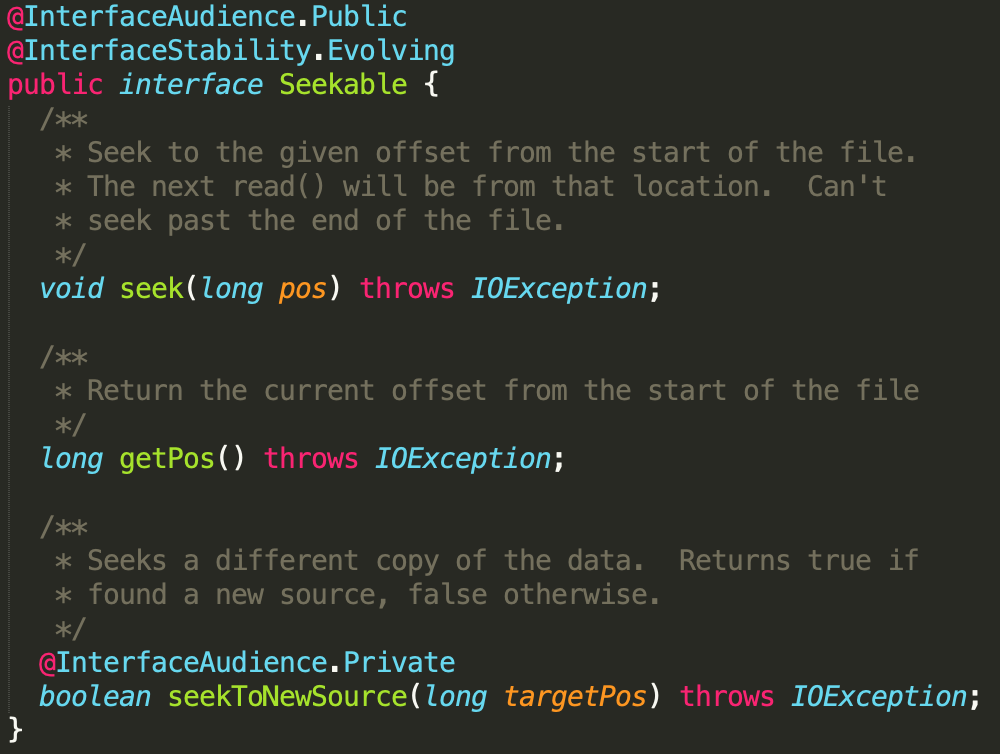 @InterfaceAudience.Public
@InterfaceStability.Evolving
public interface Seekable {
  /**
   * Seek to the given offset from the start of the file.
   * The next read() will be from that location.  Can't
   * seek past the end of the file.
   */
  void seek(long pos) throws IOException;

  /**
   * Return the current offset from the start of the file
   */
  long getPos() throws IOException;

  /**
   * Seeks a different copy of the data.  Returns true if
   * found a new source, false otherwise.
   */
  @InterfaceAudience.Private
  boolean seekToNewSource(long targetPos) throws IOException;
}